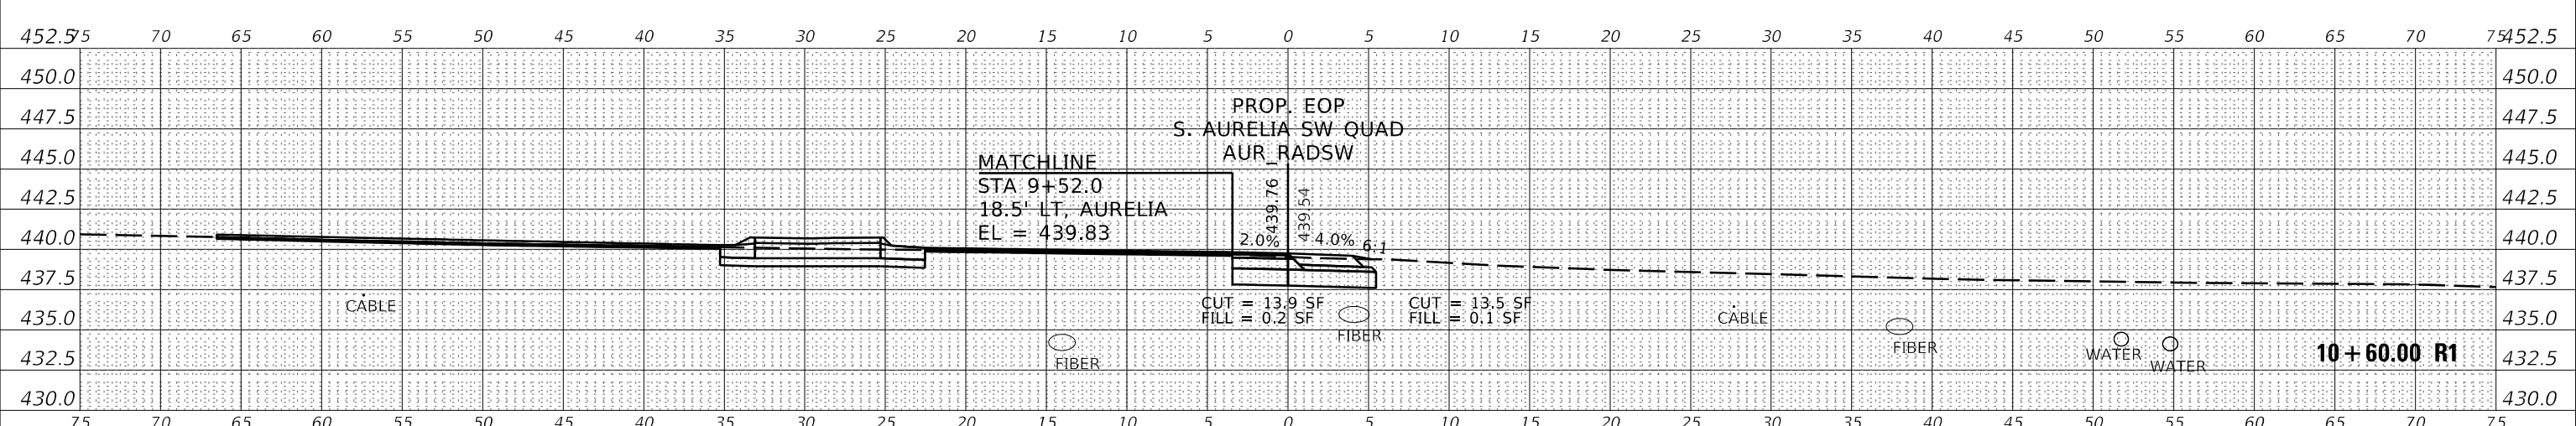 75 70 65 60 55 50 45 40 35 30 25 20 15 10 5 0 5 10 15 20 25 30 35 40 45 50 55 60 65 70 75
452.5 452.5
450.0 450.0
447.5 447.5
445.0 445.0
442.5 442.5
440.0 440.0
437.5 437.5
435.0 435.0
432.5 432.5
430.0 430.0
PROP. EOP
S. AURELIA SW QUAD
AUR_RADSW
MATCHLINE
STA 9+52.0
18.5' LT, AURELIA
EL = 439.83
439.76
439.54
2.0%
4.0%
6:1
CUT = 13.9 SF
FILL = 0.2 SF
CUT = 13.5 SF
FILL = 0.1 SF
CABLE
FIBER
FIBER
CABLE
FIBER
WATER
WATER
10+60.00 R1
75 70 65 60 55 50 45 40 35 30 25 20 15 10 5 0 5 10 15 20 25 30 35 40 45 50 55 60 65 70 75